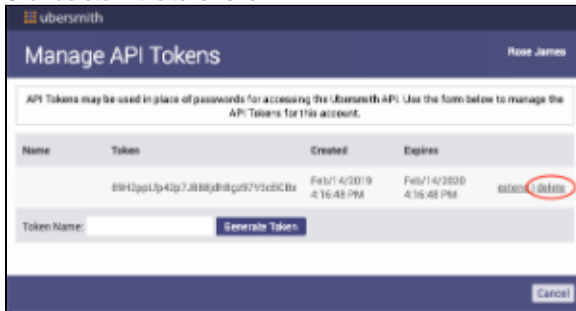 ubersmith
Manage API Tokens
Rose James
API Tokens may be used in place of passwords for accessing the Ubersmith API. Use the form below to manage the
API Tokens for this account.
Name Token Created Expires
Feb/14/2019 Feb/14/2020
4:16:48 PM 4:16:48 PM
extend | delete
Token Name: Generate Token
Cancel